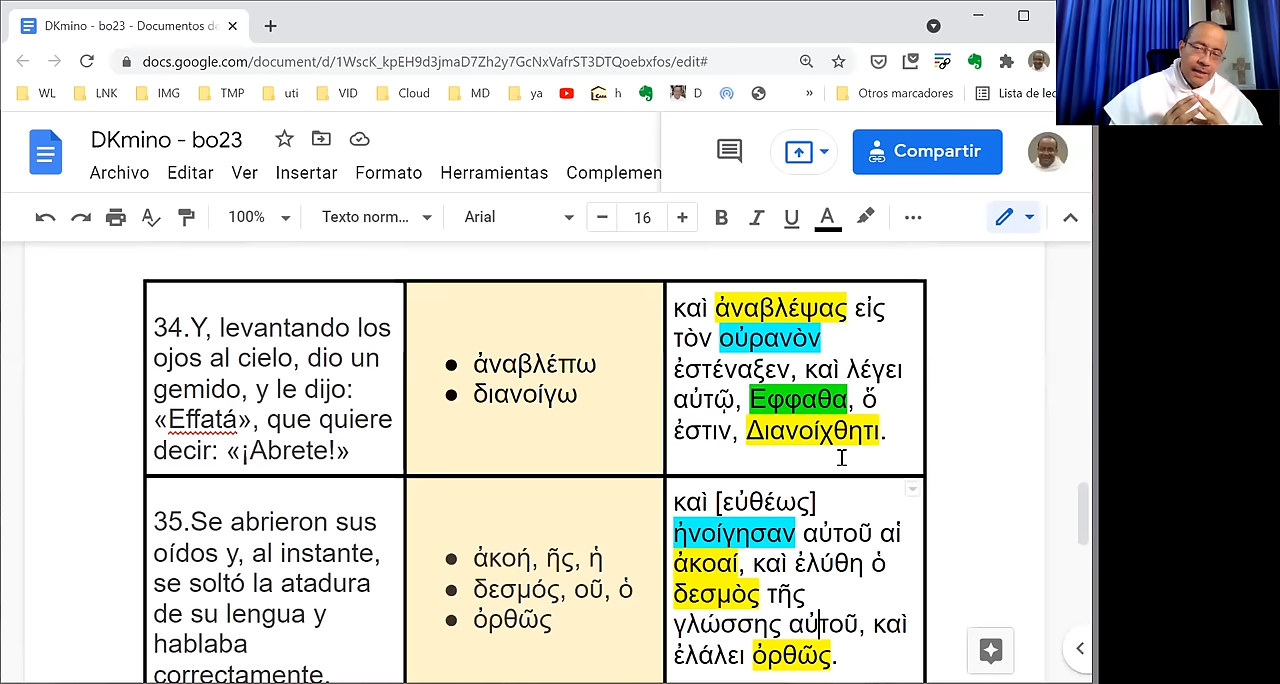 DKmino - bo23 - Documentos de
docs.google.com/document/d/1WscK_kpEH9d3jmaD7Zh2y7GcNxVafrST3DTQoebxfos/edit#
WL LNK IMG TMP uti VID Cloud MD ya h D » Otros marcadores Lista de lec
DKmino - bo23
Archivo Editar Ver Insertar Formato Herramientas Complemen
Compartir
100% Texto norm... Arial 16 B I U A
34.Y, levantando los
ojos al cielo, dio un
gemido, y le dijo:
«Effatá», que quiere
decir: «¡Abrete!»
ἀναβλέπω
διανοίγω
καὶ ἀναβλέψας εἰς
τὸν οὐρανὸν
ἐστέναξεν, καὶ λέγει
αὐτῷ, Εφφαθα, ὅ
ἐστιν, Διανοίχθητι.
35.Se abrieron sus
oídos y, al instante,
se soltó la atadura
de su lengua y
hablaba
correctamente.
ἀκοή, ῆς, ἡ
δεσμός, οῦ, ὁ
ὀρθῶς
καὶ [εὐθέως]
ἠνοίγησαν αὐτοῦ αἱ
ἀκοαί, καὶ ἐλύθη ὁ
δεσμὸς τῆς
γλώσσης αὐτοῦ, καὶ
ἐλάλει ὀρθῶς.